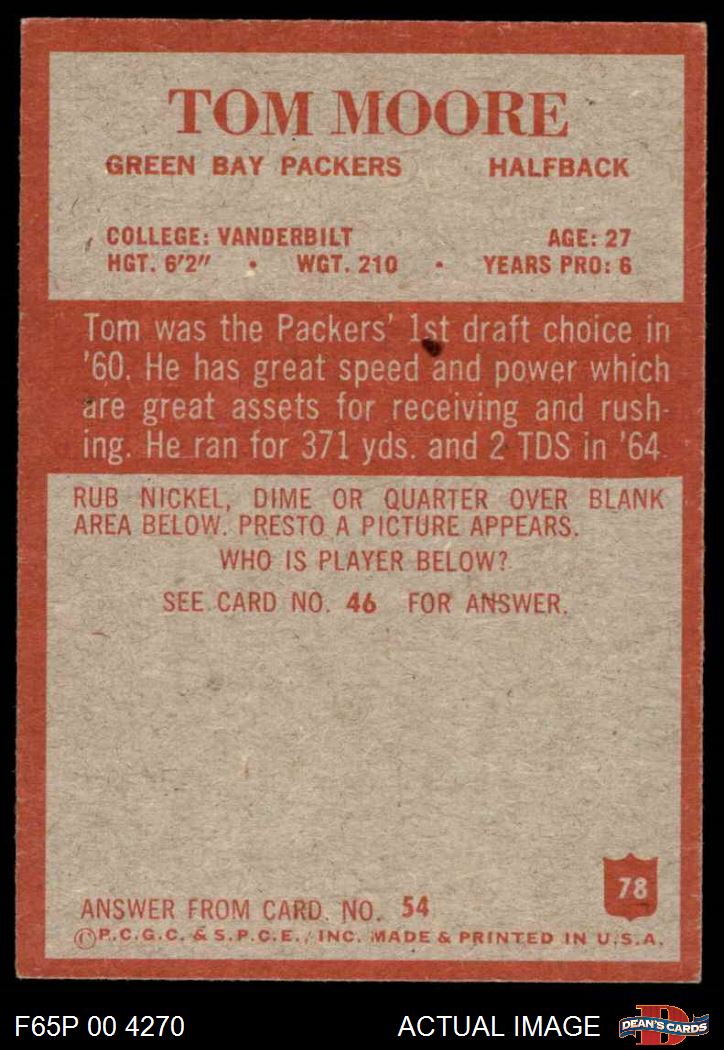 TOM MOORE
GREEN BAY PACKERS HALFBACK
COLLEGE: VANDERBILT AGE: 27
HGT. 6'2" • WGT. 210 • YEARS PRO: 6
Tom was the Packers' 1st draft choice in
'60. He has great speed and power which
are great assets for receiving and rush-
ing. He ran for 371 yds. and 2 TDS in '64.
RUB NICKEL, DIME OR QUARTER OVER BLANK
AREA BELOW. PRESTO A PICTURE APPEARS.
WHO IS PLAYER BELOW?
SEE CARD NO. 46 FOR ANSWER.
78
ANSWER FROM CARD. NO. 54
©P.C.G.C. & S.P.C.E., INC. MADE & PRINTED IN U.S.A.
F65P 00 4270 ACTUAL IMAGE
D
DEAN'S CARDS